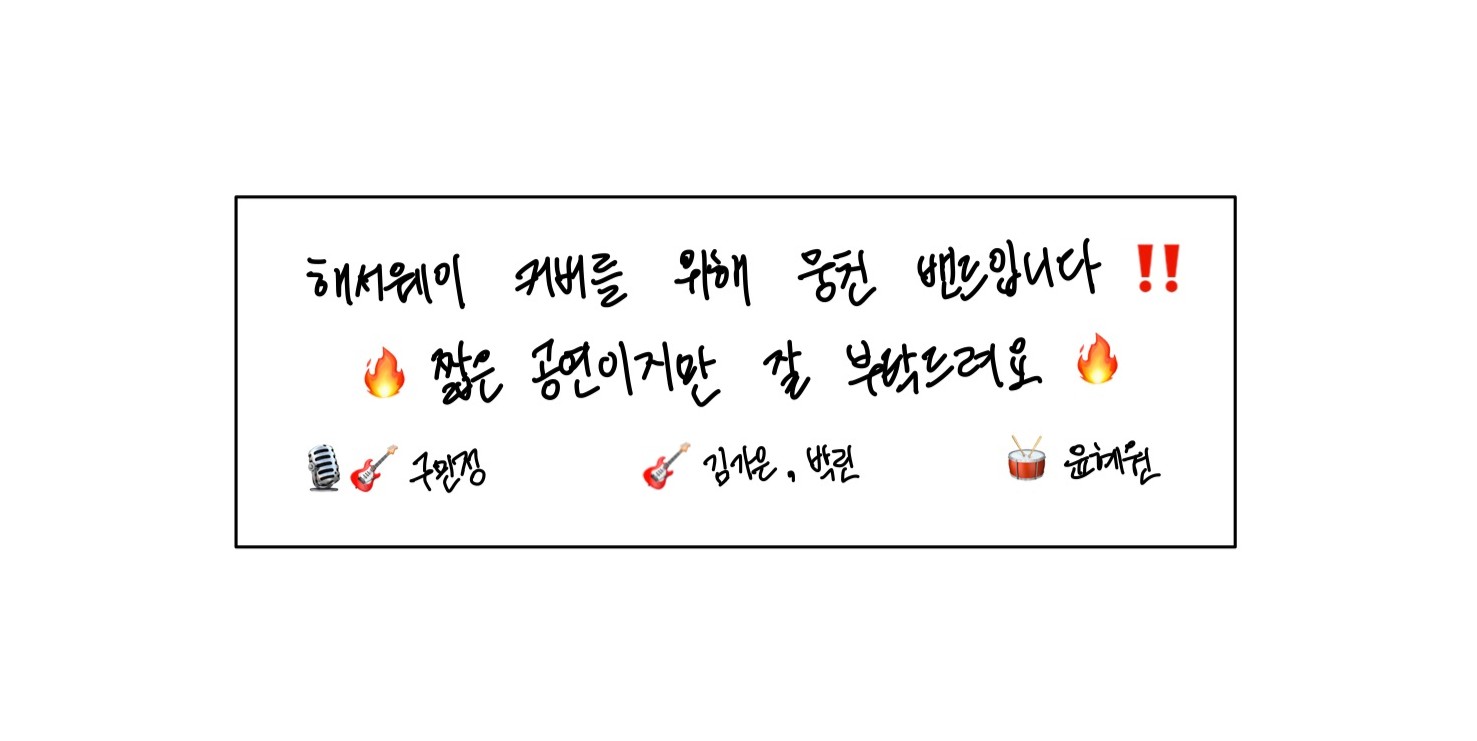 해서웨이 커버를 위해 뭉친 밴드입니다 ‼️
🔥 짧은 공연이지만 잘 부탁드려요 🔥
🎙️🎸 구민정 🎸 김가은, 박린 🥁 윤혜원